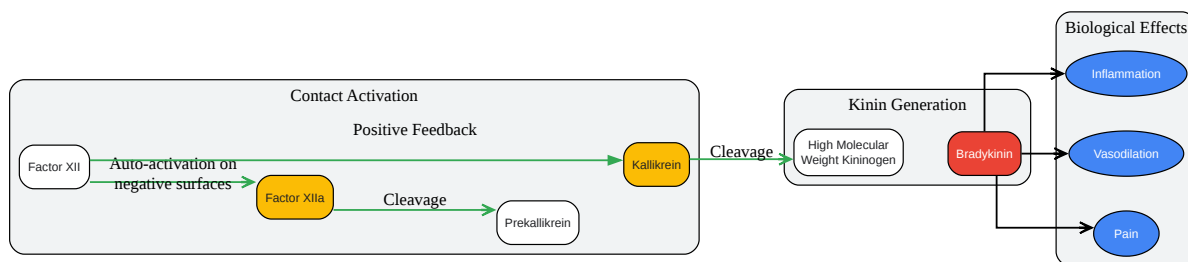 Biological Effects
Inflammation
Contact Activation
Kinin Generation
Positive Feedback
Factor XII
Auto-activation on
negative surfaces
Kallikrein
Cleavage
High Molecular
Weight Kininogen
Bradykinin
Vasodilation
Factor XIIa
Cleavage
Prekallikrein
Pain